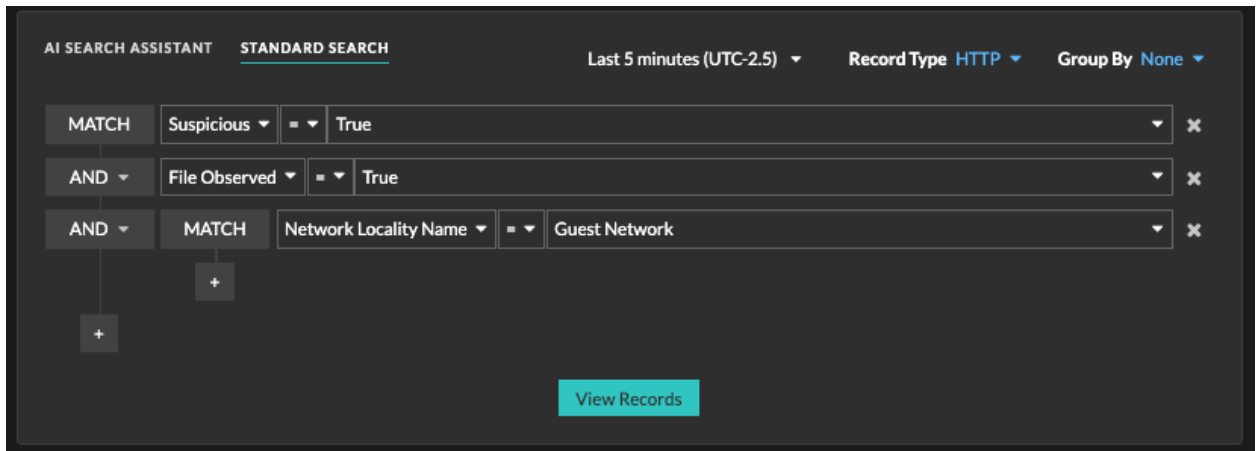 AI SEARCH ASSISTANT STANDARD SEARCH Last 5 minutes (UTC-2.5) Record Type HTTP Group By None
MATCH Suspicious = True
AND File Observed = True
AND MATCH Network Locality Name = Guest Network
+
+
View Records